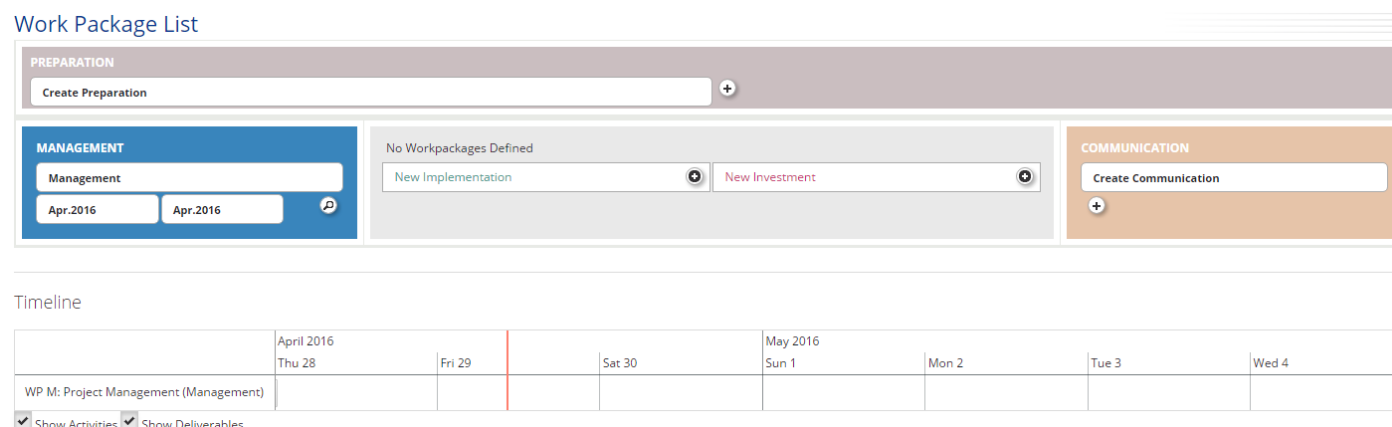 Work Package List
PREPARATION
Create Preparation
MANAGEMENT
Management
Apr.2016 Apr.2016
No Workpackages Defined
New Implementation New Investment
COMMUNICATION
Create Communication
Timeline
April 2016 May 2016
Thu 28 Fri 29 Sat 30 Sun 1 Mon 2 Tue 3 Wed 4
WP M: Project Management (Management)
Show Activities Show Deliverables